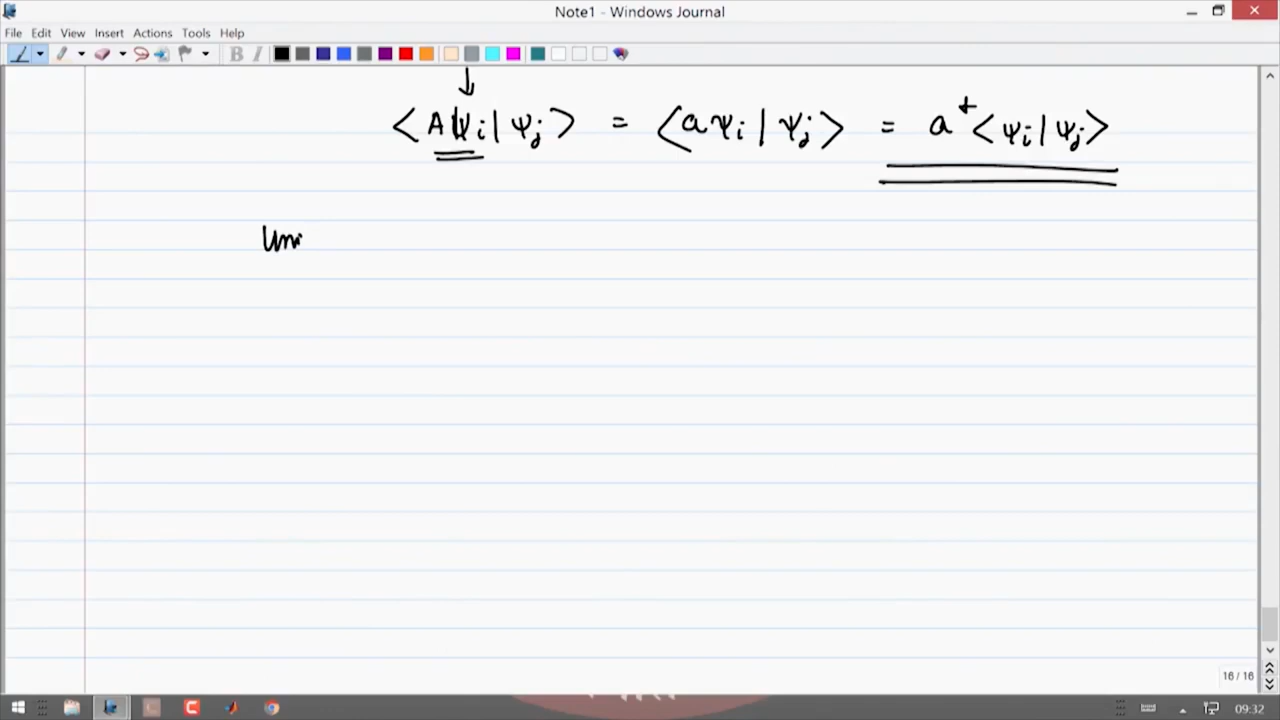 Note1 - Windows Journal
File Edit View Insert Actions Tools Help
B I
↓
<Aψi|ψj> = <aψi|ψj> = a⁺<ψi|ψj>
Uni
16 / 16
09:32